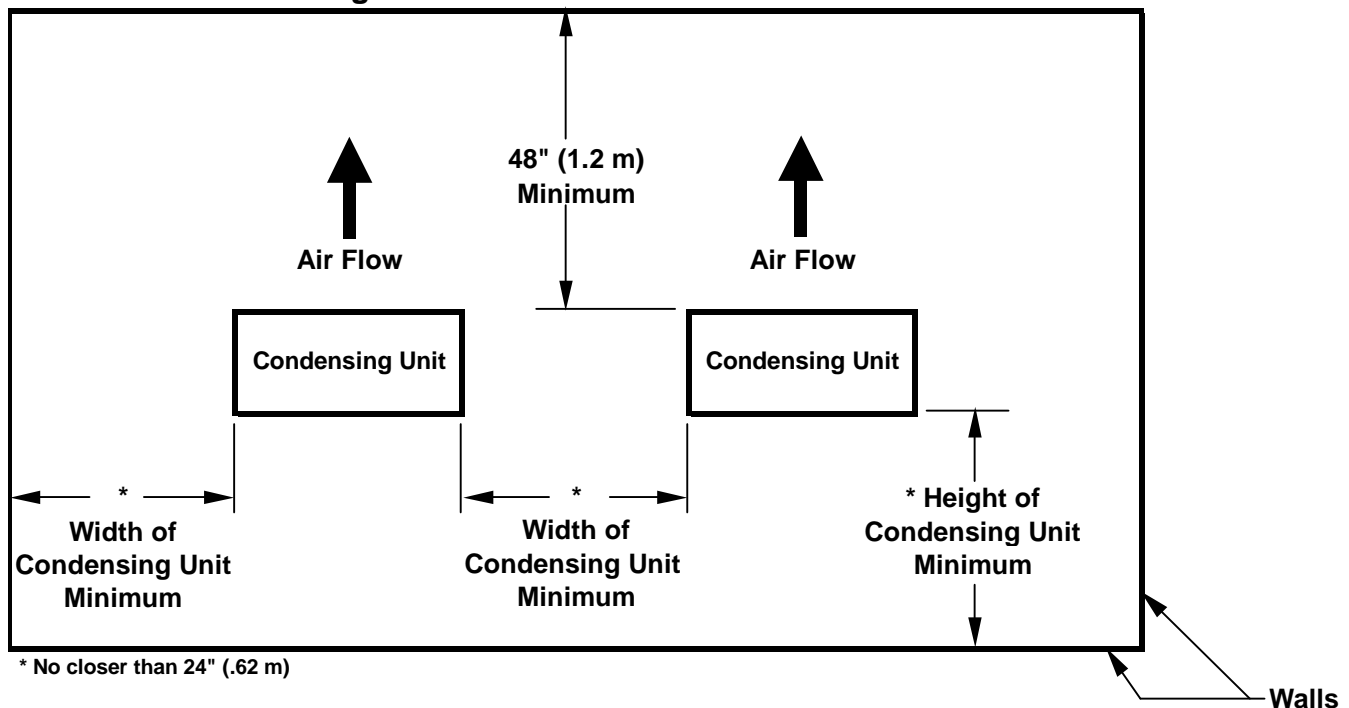 48" (1.2 m)
Minimum
Air Flow
Air Flow
Condensing Unit
Condensing Unit
*
Width of
Condensing Unit
Minimum
*
Width of
Condensing Unit
Minimum
* Height of
Condensing Unit
Minimum
* No closer than 24" (.62 m)
Walls